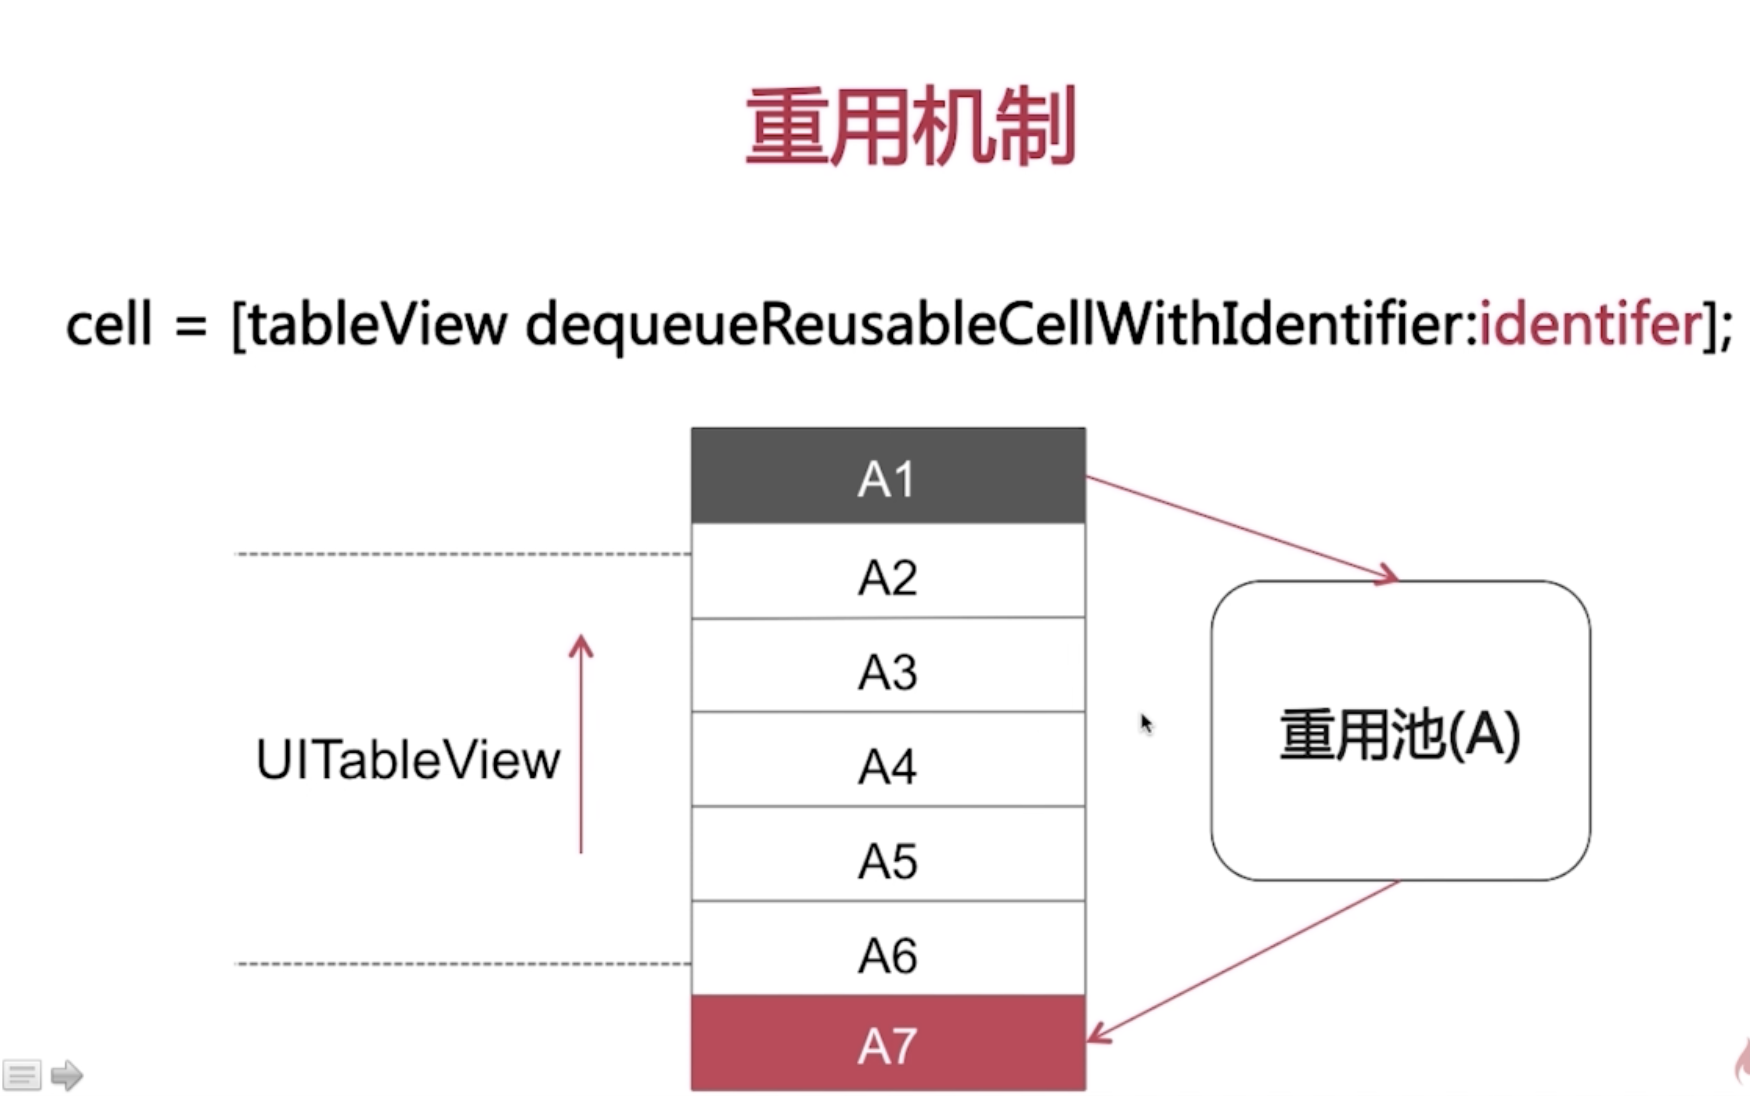 重用机制
cell = [tableView dequeueReusableCellWithIdentifier:identifer];
A1
A2
A3
UITableView
A4
重用池(A)
A5
A6
A7